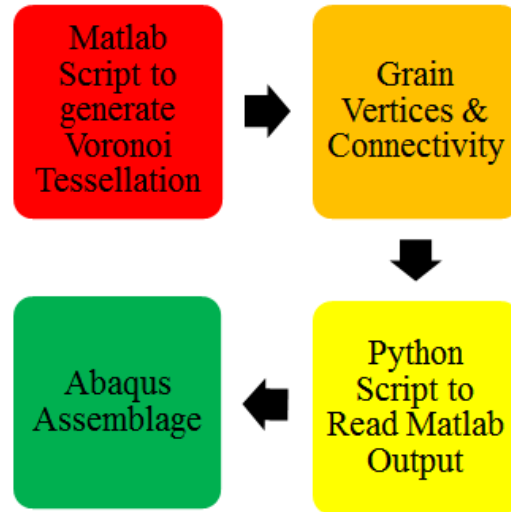 Matlab
Script to
generate
Voronoi
Tessellation
Grain
Vertices &
Connectivity
Python
Script to
Read Matlab
Output
Abaqus
Assemblage